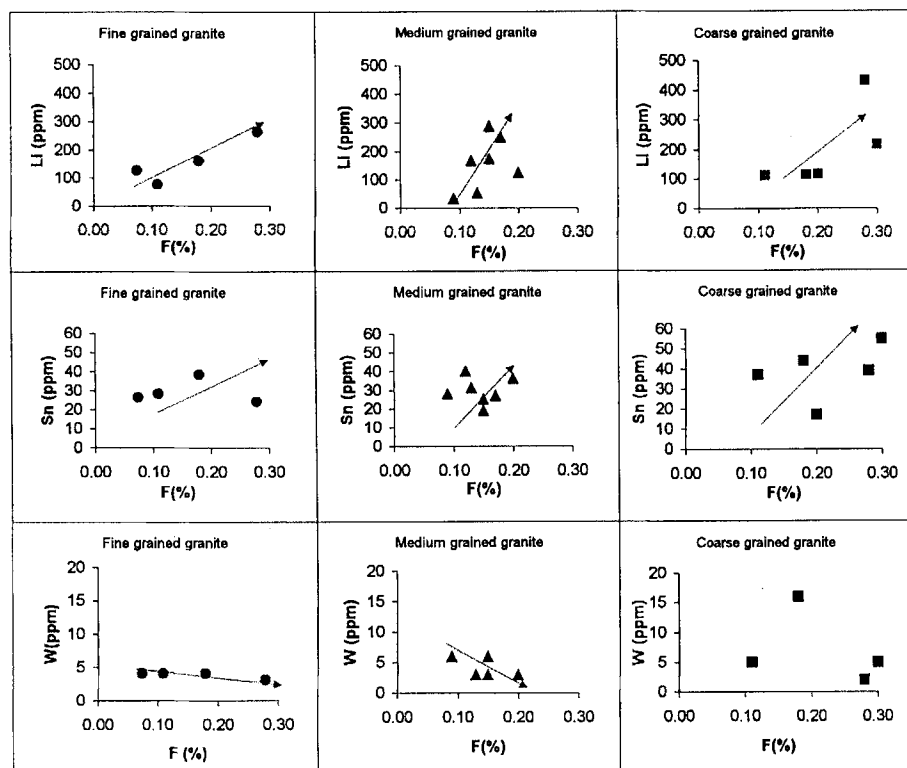 Fine grained granite
Medium grained granite
Coarse grained granite
500
400
300
200
100
0
Li (ppm)
0.00 0.10 0.20 0.30
F(%)
500
400
300
200
100
0
Li (ppm)
0.00 0.10 0.20 0.30
F(%)
500
400
300
200
100
0
Li (ppm)
0.00 0.10 0.20 0.30
F(%)
Fine grained granite
Medium grained granite
Coarse grained granite
60
50
40
30
20
10
0
Sn (ppm)
0.00 0.10 0.20 0.30
F(%)
60
50
40
30
20
10
0
Sn (ppm)
0.00 0.10 0.20 0.30
F(%)
60
50
40
30
20
10
0
Sn (ppm)
0.00 0.10 0.20 0.30
F(%)
Fine grained granite
Medium grained granite
Coarse grained granite
20
15
10
5
0
W(ppm)
0.00 0.10 0.20 0.30
F(%)
20
15
10
5
0
W (ppm)
0.00 0.10 0.20 0.30
F(%)
20
15
10
5
0
W (ppm)
0.00 0.10 0.20 0.30
F(%)